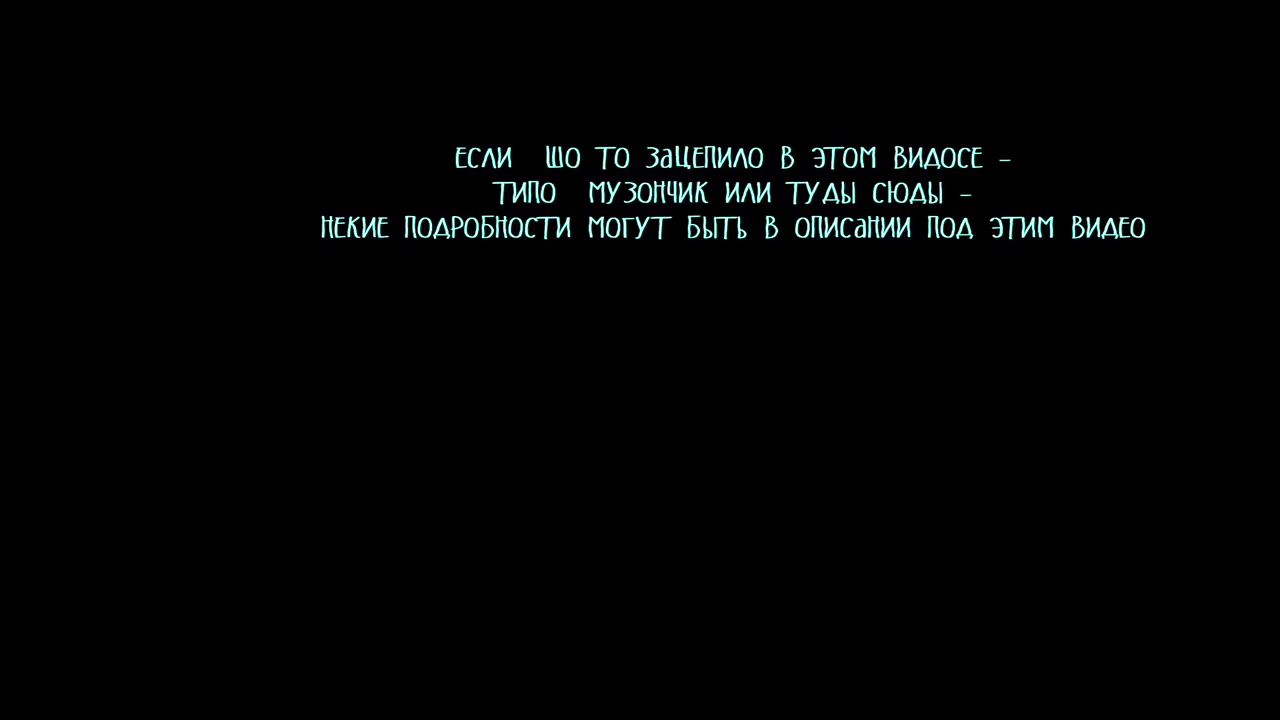 ЕСЛИ ШО ТО ЗаЦЕПИЛО В ЭТОМ ВИДОСЕ -
ТИПО МУЗОНЧИК ИЛИ ТУДЫ СЮДЫ -
НЕКИЕ ПОДРОБНОСТИ МОГУТ БЫТЬ В ОПИСаНИИ ПОД ЭТИМ ВИДЕО